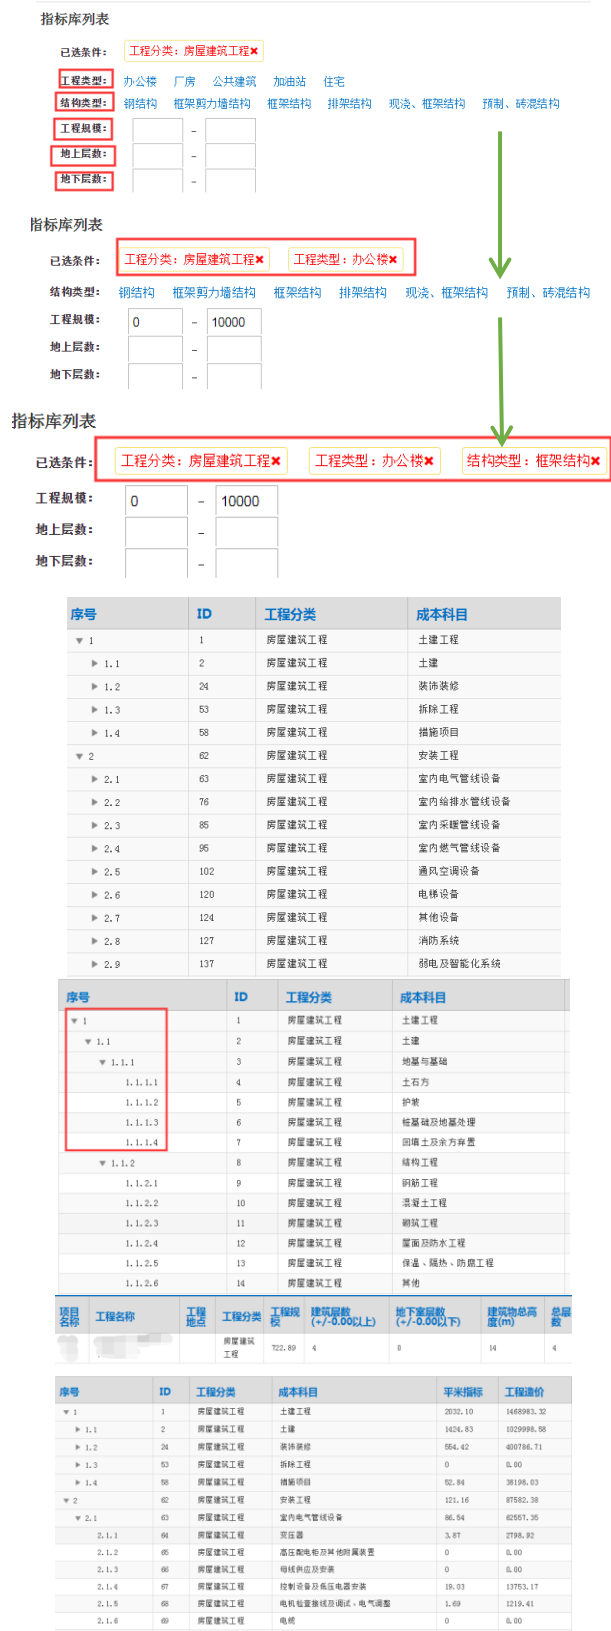 指标库列表
已选条件： 工程分类：房屋建筑工程✖
工程类型： 办公楼 厂房 公共建筑 加油站 住宅
结构类型： 钢结构 框架剪力墙结构 框架结构 排架结构 现浇、框架结构 预制、砖混结构
工程规模： –
地上层数： –
地下层数： –
指标库列表
已选条件： 工程分类：房屋建筑工程✖ 工程类型：办公楼✖
结构类型： 钢结构 框架剪力墙结构 框架结构 排架结构 现浇、框架结构 预制、砖混结构
工程规模： 0 – 10000
地上层数： –
地下层数： –
指标库列表
已选条件： 工程分类：房屋建筑工程✖ 工程类型：办公楼✖ 结构类型：框架结构✖
工程规模： 0 – 10000
地上层数： –
地下层数： –
序号 ID 工程分类 成本科目
1 1 房屋建筑工程 土建工程
1.1 2 房屋建筑工程 土建
1.2 24 房屋建筑工程 装饰装修
1.3 53 房屋建筑工程 拆除工程
1.4 58 房屋建筑工程 措施项目
2 62 房屋建筑工程 安装工程
2.1 63 房屋建筑工程 室内电气管线设备
2.2 76 房屋建筑工程 室内给排水管线设备
2.3 85 房屋建筑工程 室内采暖管线设备
2.4 95 房屋建筑工程 室内燃气管线设备
2.5 102 房屋建筑工程 通风空调设备
2.6 120 房屋建筑工程 电梯设备
2.7 124 房屋建筑工程 其他设备
2.8 127 房屋建筑工程 消防系统
2.9 137 房屋建筑工程 弱电及智能化系统
序号 ID 工程分类 成本科目
1 1 房屋建筑工程 土建工程
1.1 2 房屋建筑工程 土建
1.1.1 3 房屋建筑工程 地基与基础
1.1.1.1 4 房屋建筑工程 土石方
1.1.1.2 5 房屋建筑工程 护坡
1.1.1.3 6 房屋建筑工程 桩基础及地基处理
1.1.1.4 7 房屋建筑工程 回填土及余方弃置
1.1.2 8 房屋建筑工程 结构工程
1.1.2.1 9 房屋建筑工程 钢筋工程
1.1.2.2 10 房屋建筑工程 混凝土工程
1.1.2.3 11 房屋建筑工程 砌筑工程
1.1.2.4 12 房屋建筑工程 屋面及防水工程
1.1.2.5 13 房屋建筑工程 保温、隔热、防腐工程
1.1.2.6 14 房屋建筑工程 其他
项目名称 工程名称 工程地点 工程分类 工程规模 建筑层数(+/-0.00以上) 地下室层数(+/-0.00以下) 建筑物总高度(m) 总层数
房屋建筑工程 722.89 4 0 14 4
序号 ID 工程分类 成本科目 平米指标 工程造价
1 1 房屋建筑工程 土建工程 2032.10 1468983.32
1.1 2 房屋建筑工程 土建 1424.83 1029998.58
1.2 24 房屋建筑工程 装饰装修 554.42 400786.71
1.3 53 房屋建筑工程 拆除工程 0 0.00
1.4 58 房屋建筑工程 措施项目 52.84 38198.03
2 62 房屋建筑工程 安装工程 121.16 87582.38
2.1 63 房屋建筑工程 室内电气管线设备 86.54 62557.35
2.1.1 64 房屋建筑工程 变压器 3.87 2798.92
2.1.2 65 房屋建筑工程 高压配电柜及其他附属装置 0 0.00
2.1.3 66 房屋建筑工程 母线供应及安装 0 0.00
2.1.4 67 房屋建筑工程 控制设备及低压电器安装 19.03 13753.17
2.1.5 68 房屋建筑工程 电机检查接线及调试、电气调整 1.69 1219.41
2.1.6 69 房屋建筑工程 电缆 0 0.00